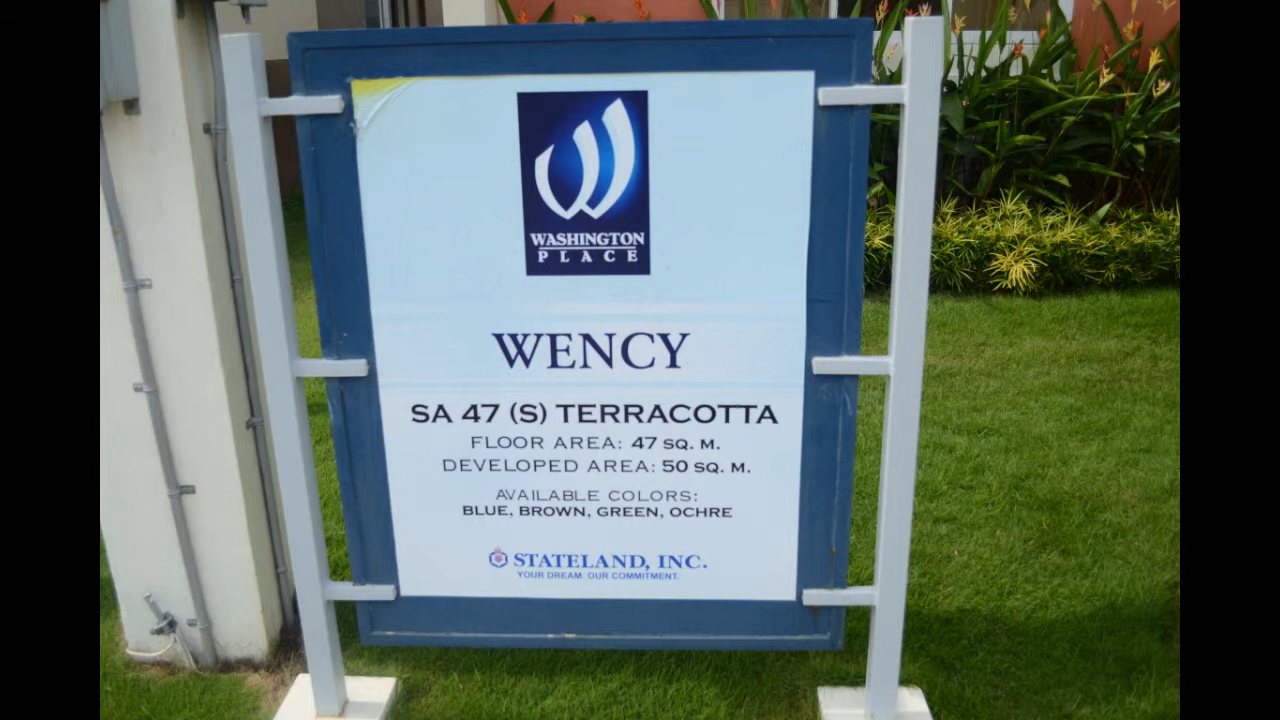 WASHINGTON
PLACE
WENCY
SA 47 (S) TERRACOTTA
FLOOR AREA: 47 SQ. M.
DEVELOPED AREA: 50 SQ. M.
AVAILABLE COLORS:
BLUE, BROWN, GREEN, OCHRE
STATELAND, INC.
YOUR DREAM. OUR COMMITMENT.